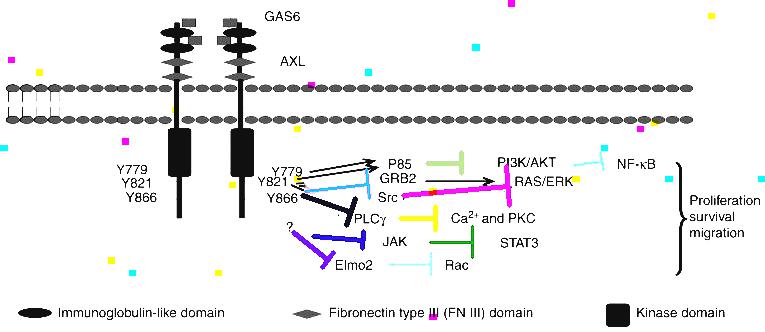 GAS6
AXL
Y779
Y821
Y866
Y779
Y821
Y866
?
P85
GRB2
Src
PLCγ
JAK
Elmo2
PI3K/AKT
RAS/ERK
Ca2+ and PKC
STAT3
Rac
NF-κB
Proliferation
survival
migration
Immunoglobulin-like domain
Fibronectin type III (FN III) domain
Kinase domain